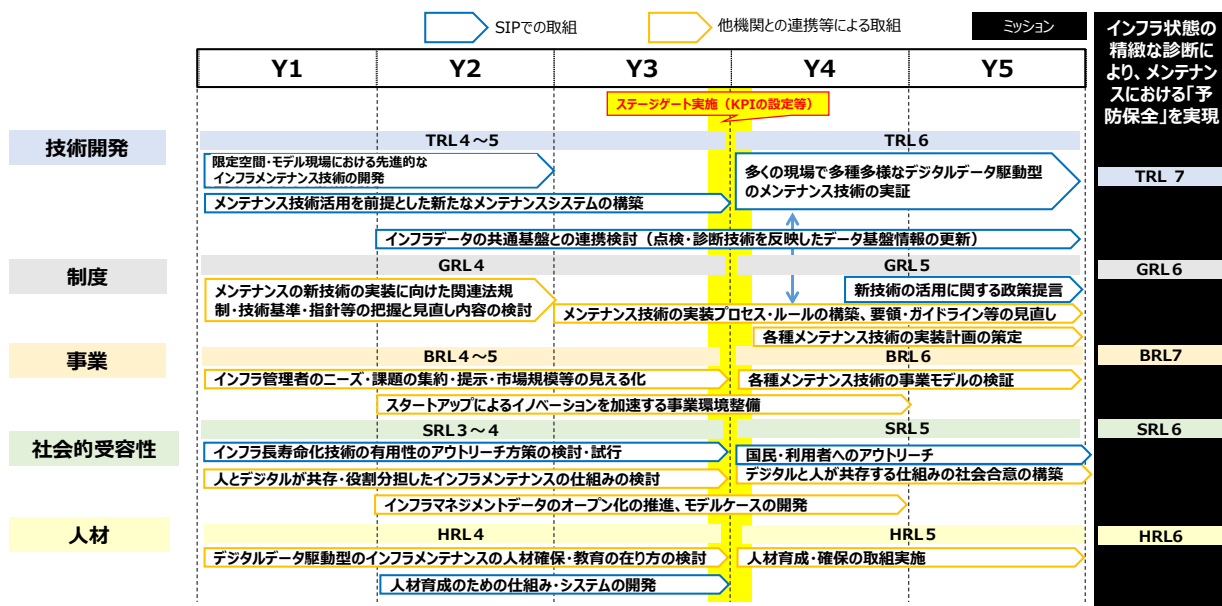 SIPでの取組
他機関との連携等による取組
ミッション
インフラ状態の
精緻な診断に
より、メンテナン
スにおける「予
防保全」を実現
Y1
Y2
Y3
Y4
Y5
ステージゲート実施（KPIの設定等）
技術開発
TRL4～5
TRL6
TRL 7
限定空間・モデル現場における先進的な
インフラメンテナンス技術の開発
多くの現場で多種多様なデジタルデータ駆動型
のメンテナンス技術の実証
メンテナンス技術活用を前提とした新たなメンテナンスシステムの構築
インフラデータの共通基盤との連携検討（点検・診断技術を反映したデータ基盤情報の更新）
制度
GRL4
GRL5
GRL6
メンテナンスの新技術の実装に向けた関連法規
制・技術基準・指針等の把握と見直し内容の検討
新技術の活用に関する政策提言
メンテナンス技術の実装プロセス・ルールの構築、要領・ガイドライン等の見直し
各種メンテナンス技術の実装計画の策定
事業
BRL4～5
BRL6
BRL7
インフラ管理者のニーズ・課題の集約・提示・市場規模等の見える化
各種メンテナンス技術の事業モデルの検証
スタートアップによるイノベーションを加速する事業環境整備
社会的受容性
SRL3～4
SRL5
SRL6
インフラ長寿命化技術の有用性のアウトリーチ方策の検討・試行
国民・利用者へのアウトリーチ
人とデジタルが共存・役割分担したインフラメンテナンスの仕組みの検討
デジタルと人が共存する仕組みの社会合意の構築
インフラマネジメントデータのオープン化の推進、モデルケースの開発
人材
HRL4
HRL5
HRL6
デジタルデータ駆動型のインフラメンテナンスの人材確保・教育の在り方の検討
人材育成・確保の取組実施
人材育成のための仕組み・システムの開発